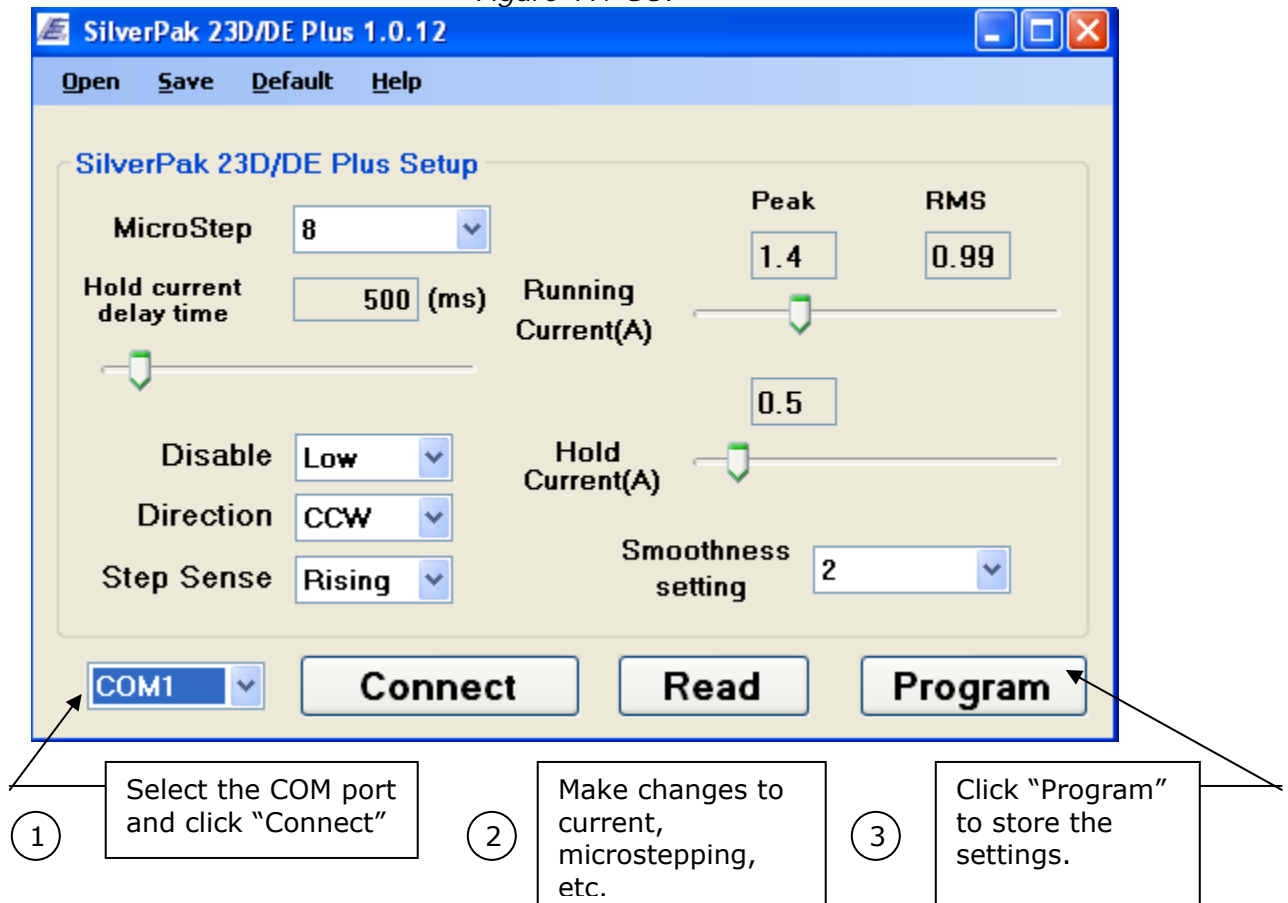 SilverPak 23D/DE Plus 1.0.12
Open Save Default Help
SilverPak 23D/DE Plus Setup
MicroStep 8
Hold current
delay time 500 (ms)
Disable Low
Direction CCW
Step Sense Rising
Peak RMS
1.4 0.99
Running
Current(A)
0.5
Hold
Current(A)
Smoothness
setting 2
COM1 Connect Read Program
1
Select the COM port
and click “Connect”
2
Make changes to
current,
microstepping,
etc.
3
Click “Program”
to store the
settings.